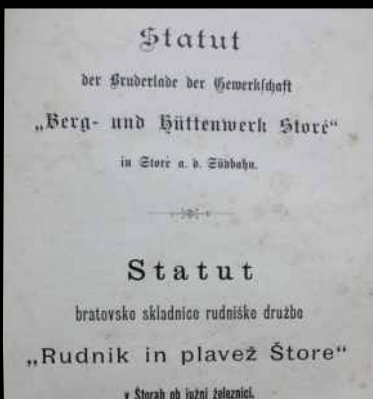 Statut
der Bruderlade der Gewerkschaft
„Berg- und Hüttenwerk Storé“
in Storé a. d. Südbahn.
Statut
bratovske skladnice rudniške družbe
„Rudnik in plavež Štore“
v Štorah ob južni železnici.